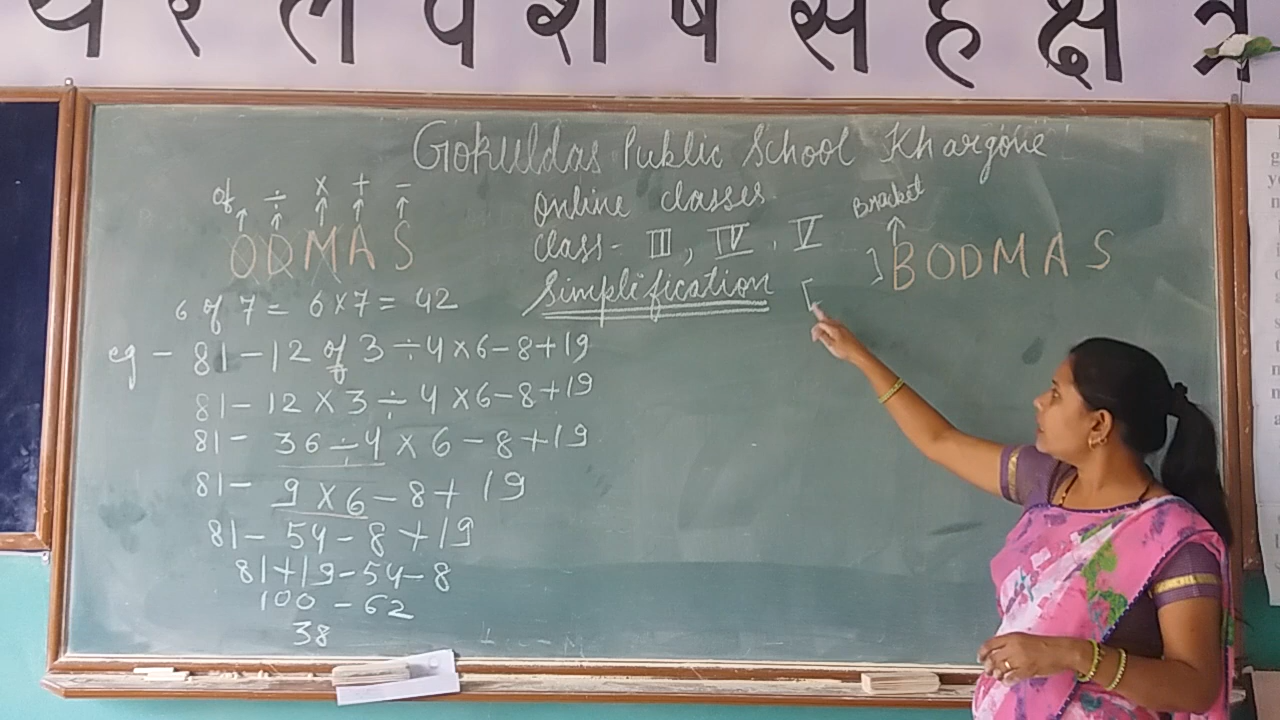 य र ल व श ष स ह क्ष त्र
Gokuldas Public School Khargone
Online classes
Class - III, IV, V
Simplification [ ]
of ÷ × + -
O D M A S
6 of 7 = 6 × 7 = 42
eg - 81 - 12 of 3 ÷ 4 × 6 - 8 + 19
81 - 12 × 3 ÷ 4 × 6 - 8 + 19
81 - 36 ÷ 4 × 6 - 8 + 19
81 - 9 × 6 - 8 + 19
81 - 54 - 8 + 19
81 + 19 - 54 - 8
100 - 62
38
Bracket
BODMAS